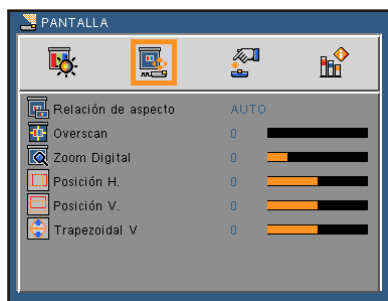 PANTALLA
Relación de aspecto AUTO
Overscan 0
Zoom Digital 0
Posición H. 0
Posición V. 0
Trapezoidal V 0